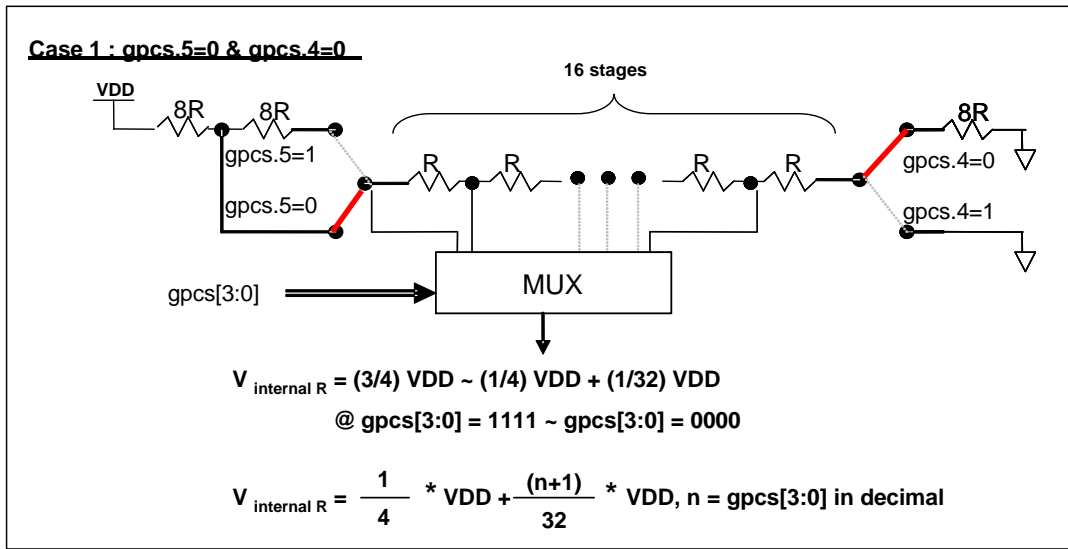 Case 1 : gpcs.5=0 & gpcs.4=0
16 stages
VDD
8R 8R 8R
gpcs.5=1 R R R R gpcs.4=0
gpcs.5=0 gpcs.4=1
MUX
gpcs[3:0]
V internal R = (3/4) VDD ~ (1/4) VDD + (1/32) VDD
@ gpcs[3:0] = 1111 ~ gpcs[3:0] = 0000
V internal R = 1/4 * VDD + (n+1)/32 * VDD, n = gpcs[3:0] in decimal